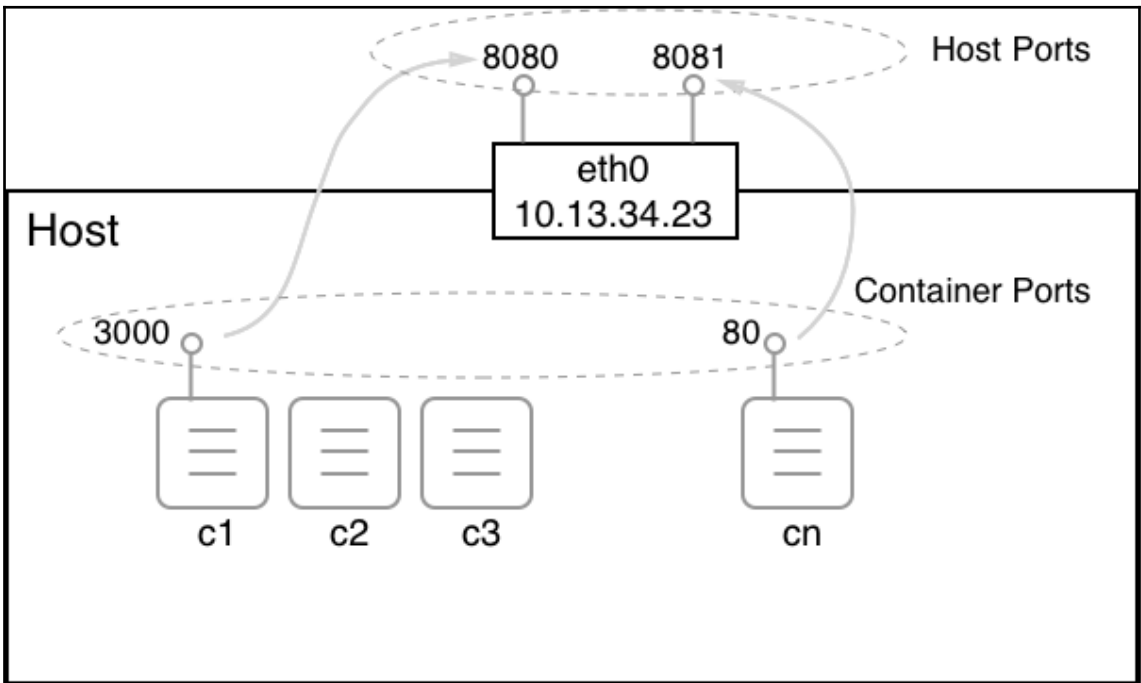 8080
8081
Host Ports
eth0
10.13.34.23
Host
Container Ports
3000
80
c1
c2
c3
cn